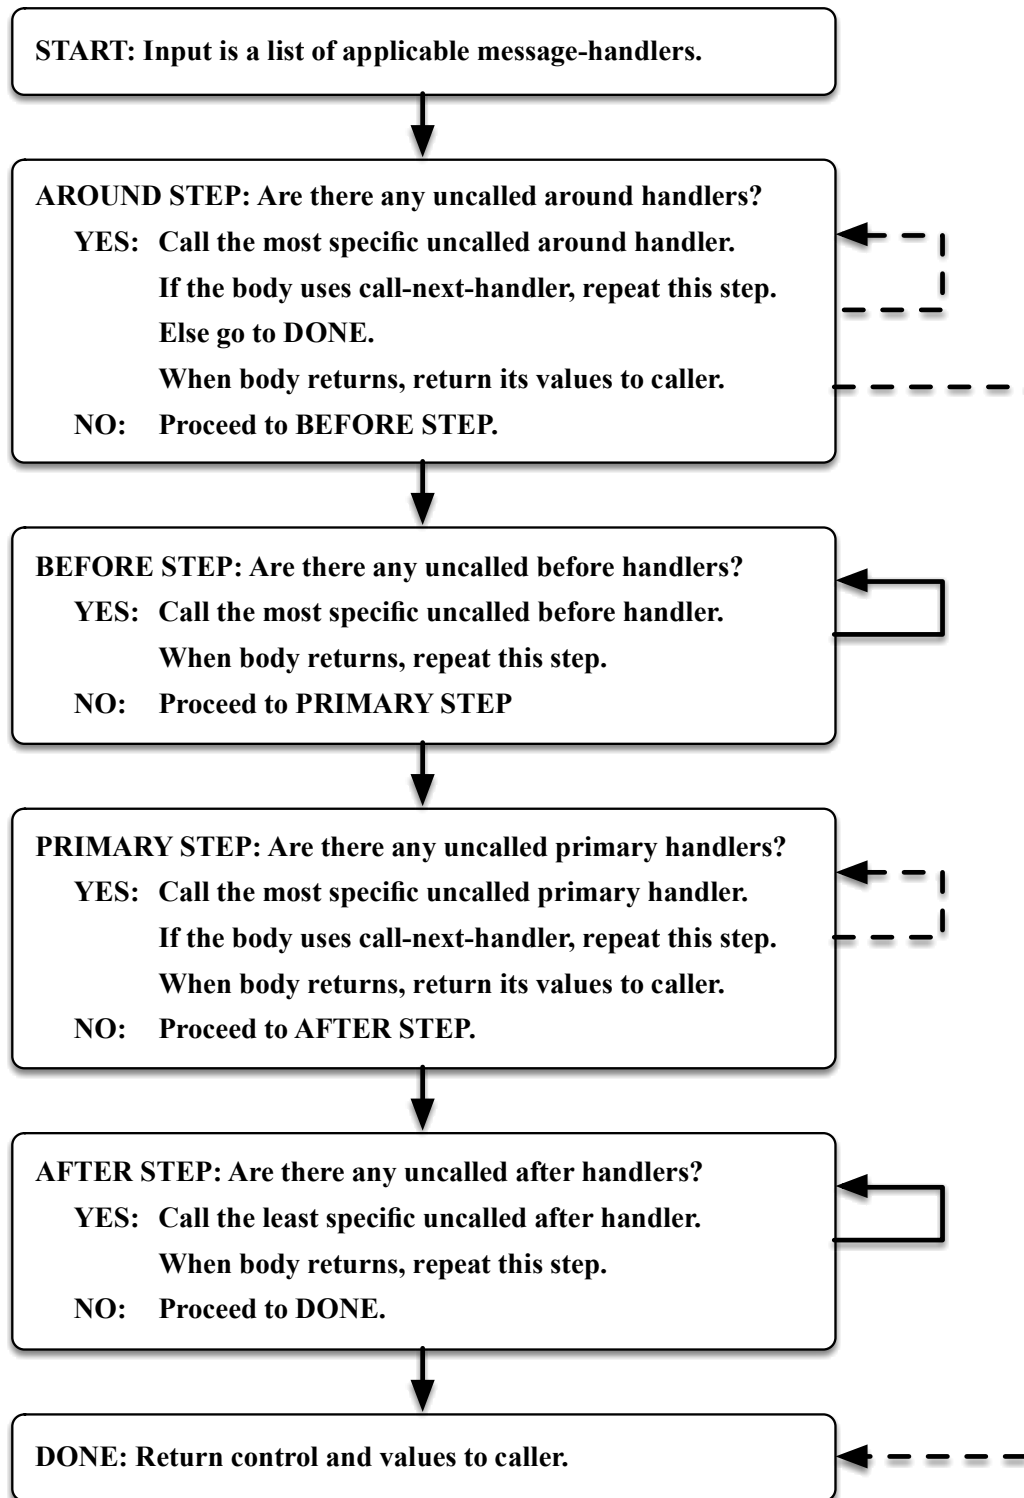 START: Input is a list of applicable message-handlers.
AROUND STEP: Are there any uncalled around handlers?
YES: Call the most specific uncalled around handler.
If the body uses call-next-handler, repeat this step.
Else go to DONE.
When body returns, return its values to caller.
NO: Proceed to BEFORE STEP.
BEFORE STEP: Are there any uncalled before handlers?
YES: Call the most specific uncalled before handler.
When body returns, repeat this step.
NO: Proceed to PRIMARY STEP
PRIMARY STEP: Are there any uncalled primary handlers?
YES: Call the most specific uncalled primary handler.
If the body uses call-next-handler, repeat this step.
When body returns, return its values to caller.
NO: Proceed to AFTER STEP.
AFTER STEP: Are there any uncalled after handlers?
YES: Call the least specific uncalled after handler.
When body returns, repeat this step.
NO: Proceed to DONE.
DONE: Return control and values to caller.